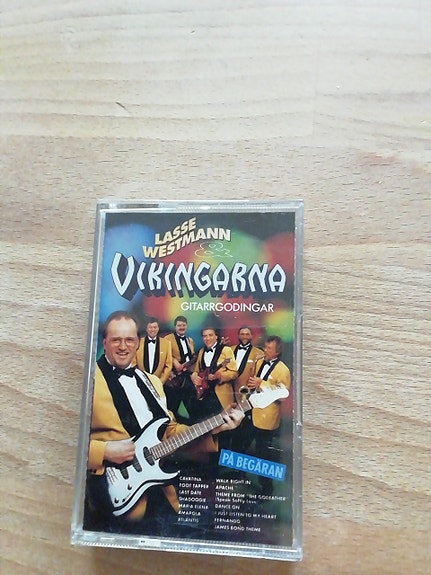 LASSE
WESTMANN
&
VIKINGARNA
GITARRGODINGAR
PÅ BEGÄRAN
CAVATINA
FOOT TAPPER
LAST DATE
SHADOOGIE
MARIA ELENA
AMAPOLA
ATLANTIS
WALK RIGHT IN
APACHE
THEME FROM "THE GODFATHER"
(Speak Softly Love)
DANCE ON
I JUST LISTEN TO MY HEART
FERNANDO
JAMES BOND THEME